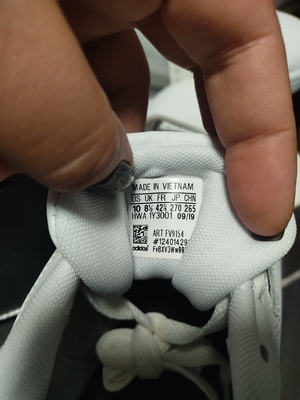 MADE IN VIETNAM
US UK FR JP CHN
10 8½ 42⅔ 270 265
HWA 1Y3001 09/19
ART FV9154
#12401429
adidas